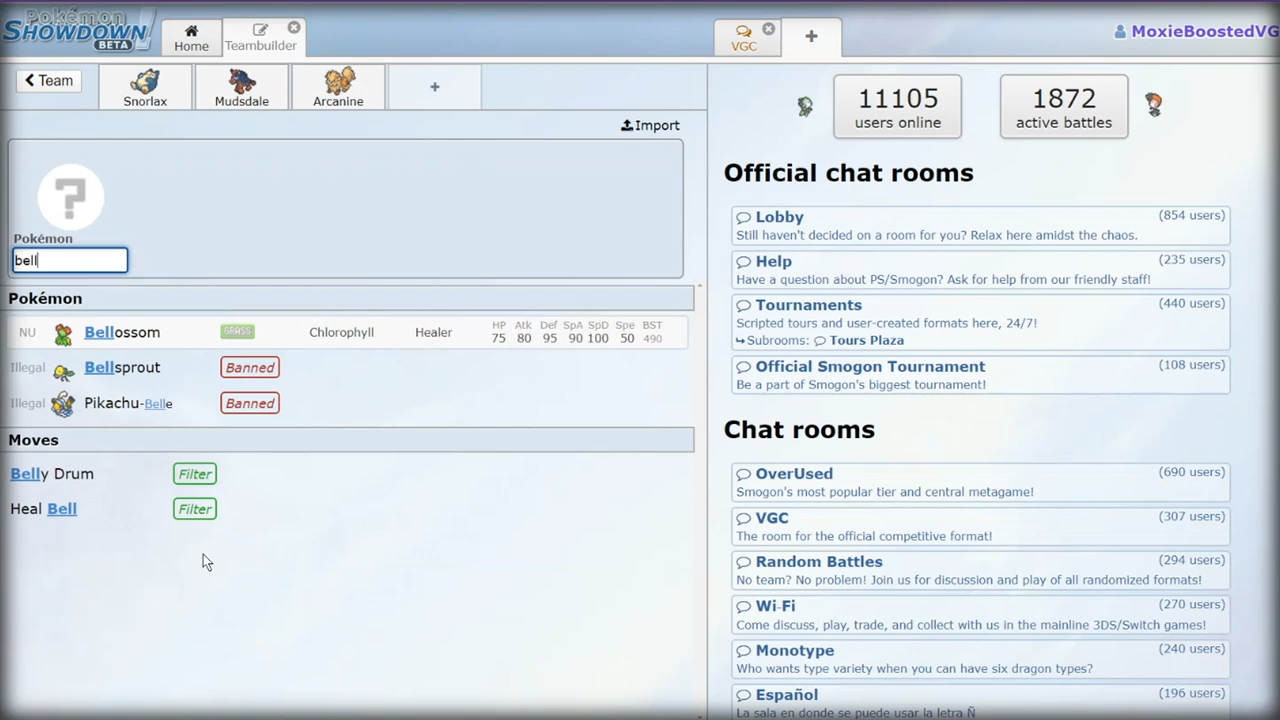 Pokémon
SHOWDOWN!
BETA
Home
Teambuilder
VGC
+
MoxieBoostedVG
Team
Snorlax
Mudsdale
Arcanine
+
Import
?
Pokémon
bell
Pokémon
NU Bellossom GRASS Chlorophyll Healer HP 75 Atk 80 Def 95 SpA 90 SpD 100 Spe 50 BST 490
Illegal Bellsprout Banned
Illegal Pikachu-Belle Banned
Moves
Belly Drum Filter
Heal Bell Filter
11105
users online
1872
active battles
Official chat rooms
Lobby (854 users)
Still haven't decided on a room for you? Relax here amidst the chaos.
Help (235 users)
Have a question about PS/Smogon? Ask for help from our friendly staff!
Tournaments (440 users)
Scripted tours and user-created formats here, 24/7!
Subrooms: Tours Plaza
Official Smogon Tournament (108 users)
Be a part of Smogon's biggest tournament!
Chat rooms
OverUsed (690 users)
Smogon's most popular tier and central metagame!
VGC (307 users)
The room for the official competitive format!
Random Battles (294 users)
No team? No problem! Join us for discussion and play of all randomized formats!
Wi-Fi (270 users)
Come discuss, play, trade, and collect with us in the mainline 3DS/Switch games!
Monotype (240 users)
Who wants type variety when you can have six dragon types?
Español (196 users)
La sala en donde se puede usar la letra Ñ